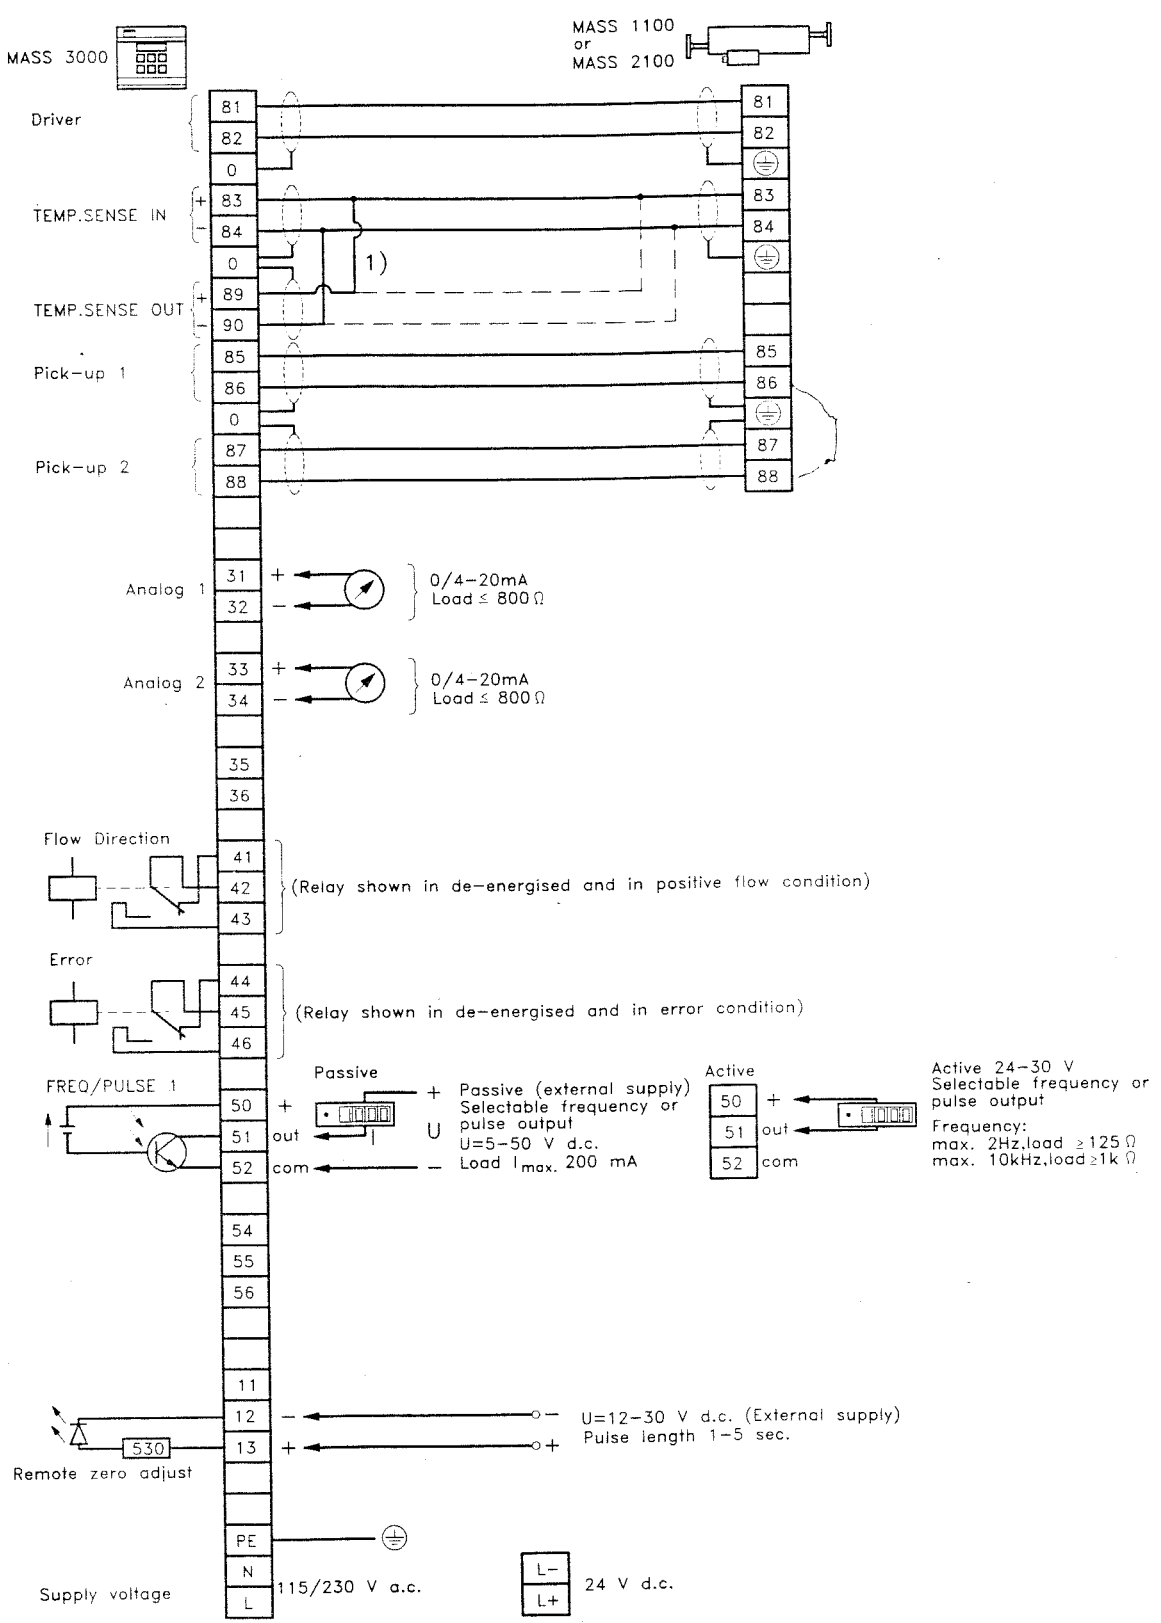 MASS 3000
MASS 1100
or
MASS 2100
Driver
81
82
0
81
82
TEMP.SENSE IN
+ 83
- 84
0
83
84
1)
TEMP.SENSE OUT
+ 89
- 90
Pick-up 1
85
86
0
85
86
Pick-up 2
87
88
87
88
Analog 1
31 +
32 -
0/4-20mA
Load ≤ 800 Ω
Analog 2
33 +
34 -
0/4-20mA
Load ≤ 800 Ω
35
36
Flow Direction
41
42
43
(Relay shown in de-energised and in positive flow condition)
Error
44
45
46
(Relay shown in de-energised and in error condition)
FREQ/PULSE 1
50 +
51 out
52 com
Passive
+
U
-
Passive (external supply)
Selectable frequency or
pulse output
U=5-50 V d.c.
Load Imax. 200 mA
Active
50 +
51 out
52 com
Active 24-30 V
Selectable frequency or
pulse output
Frequency:
max. 2Hz,load ≥125 Ω
max. 10kHz,load≥1k Ω
54
55
56
11
12 -
13 +
530
Remote zero adjust
-
+
U=12-30 V d.c. (External supply)
Pulse length 1-5 sec.
PE
N
L
Supply voltage
115/230 V a.c.
L-
L+
24 V d.c.